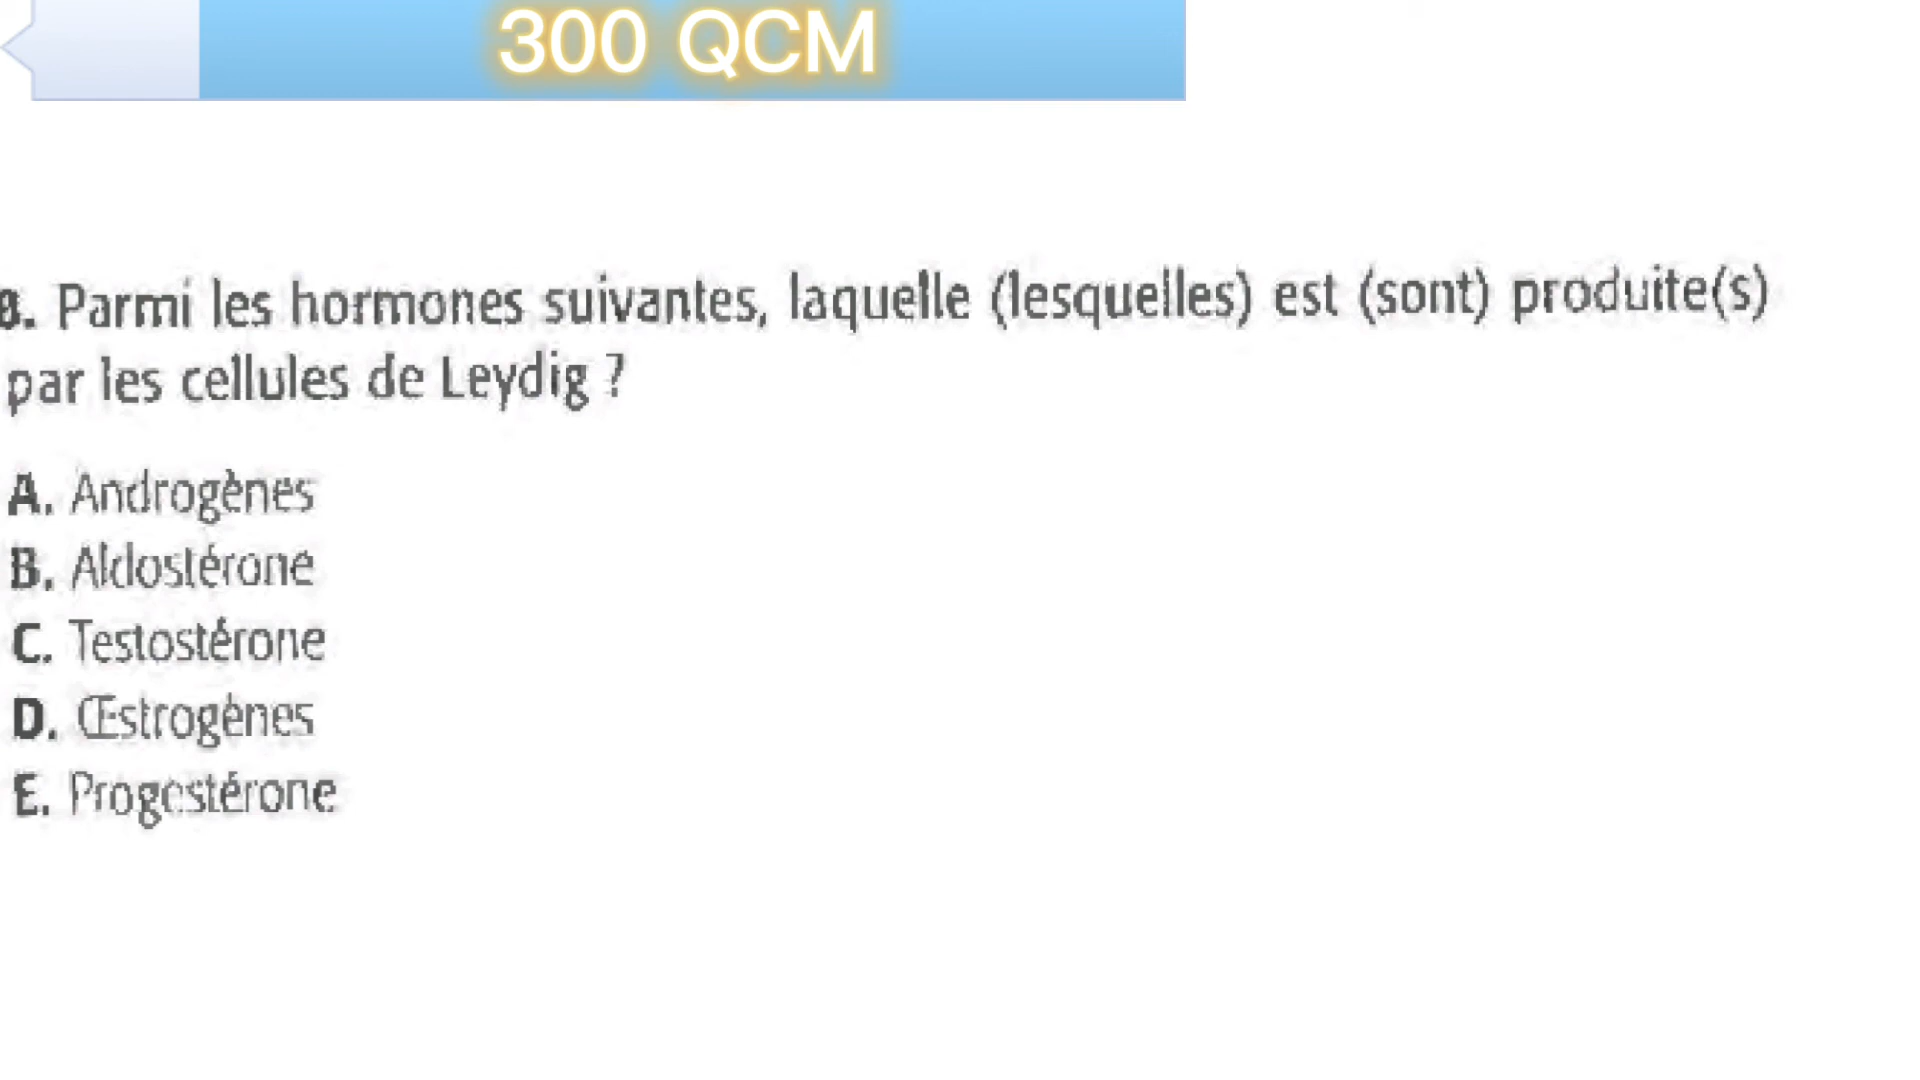 300 QCM
8. Parmi les hormones suivantes, laquelle (lesquelles) est (sont) produite(s)
par les cellules de Leydig ?
A. Androgènes
B. Aldostérone
C. Testostérone
D. Œstrogènes
E. Progestérone